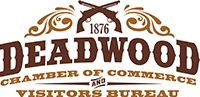 1876
DEADWOOD
CHAMBER OF COMMERCE
AND
VISITORS BUREAU